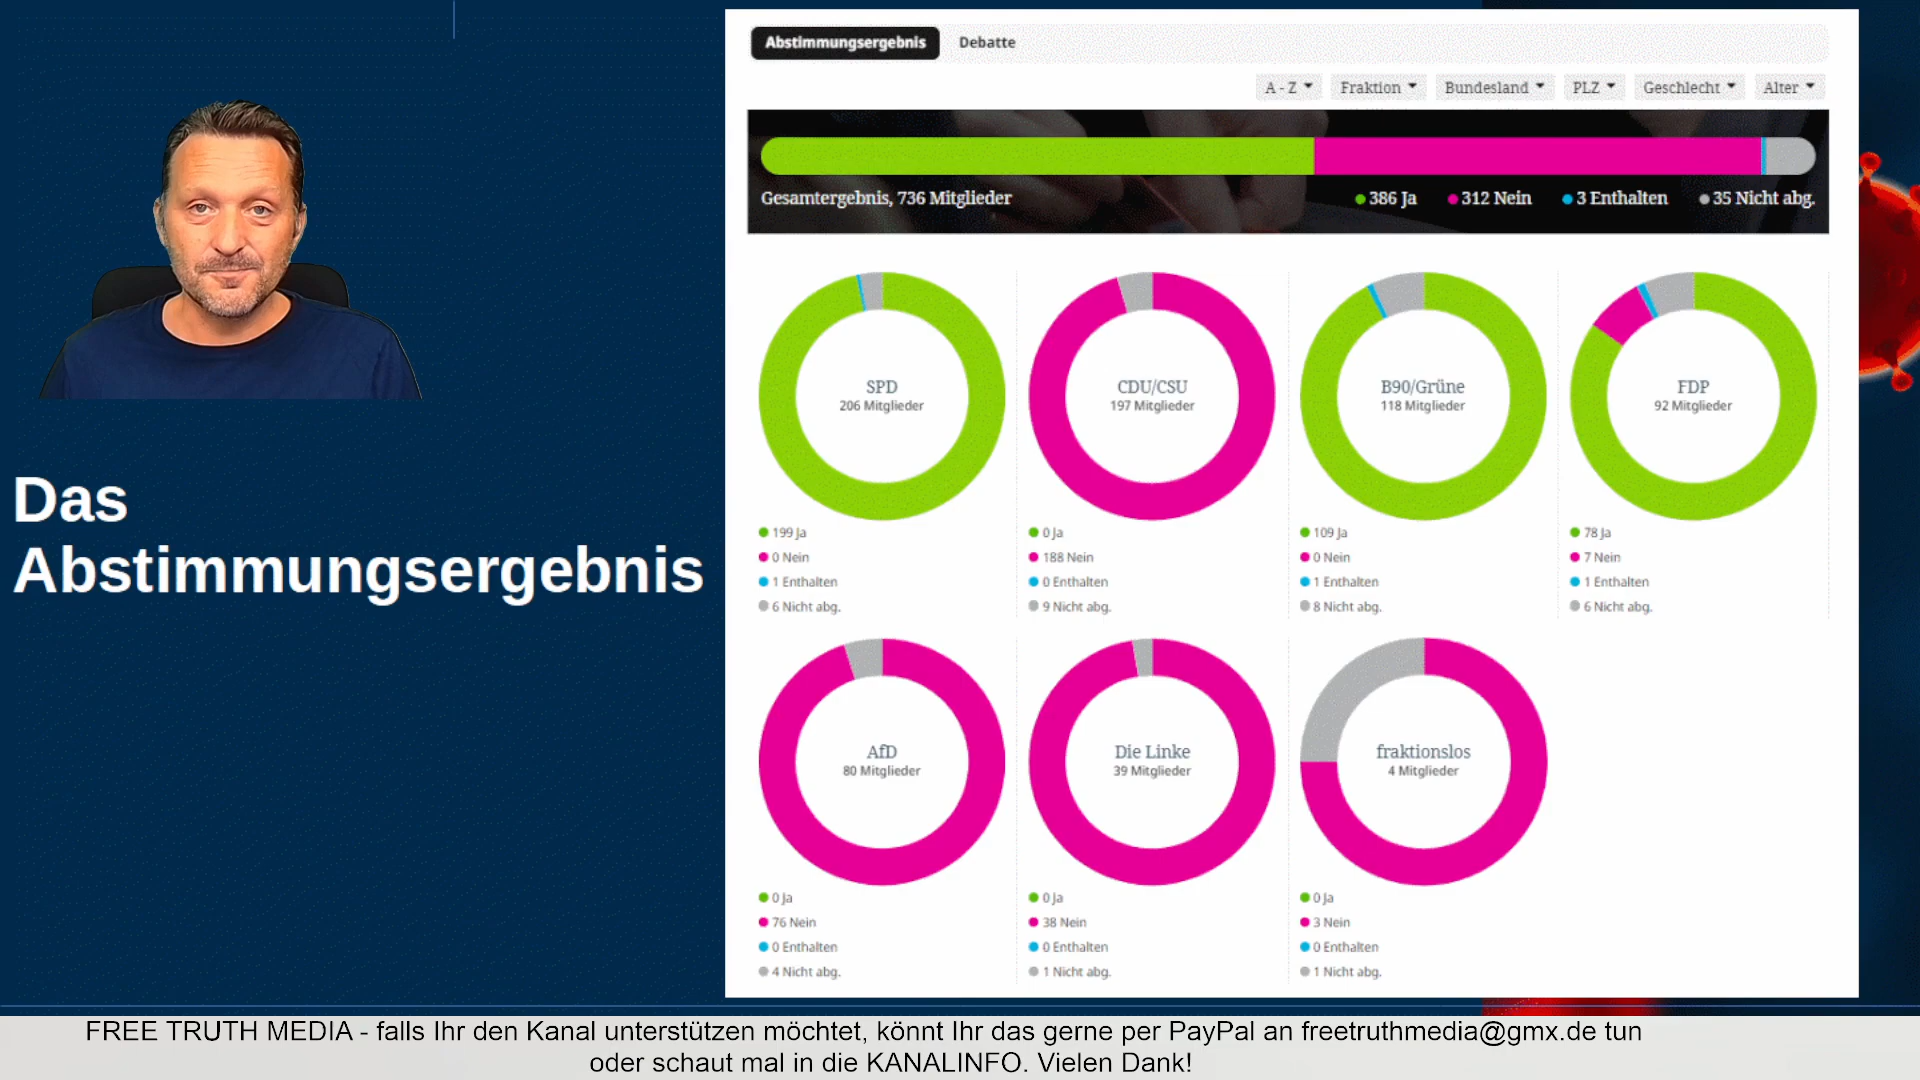 Abstimmungsergebnis Debatte
A - Z Fraktion Bundesland PLZ Geschlecht Alter
Gesamtergebnis, 736 Mitglieder 386 Ja 312 Nein 3 Enthalten 35 Nicht abg.
Das
Abstimmungsergebnis
SPD
206 Mitglieder
199 Ja
0 Nein
1 Enthalten
6 Nicht abg.
CDU/CSU
197 Mitglieder
0 Ja
188 Nein
0 Enthalten
9 Nicht abg.
B90/Grüne
118 Mitglieder
109 Ja
0 Nein
1 Enthalten
8 Nicht abg.
FDP
92 Mitglieder
78 Ja
7 Nein
1 Enthalten
6 Nicht abg.
AfD
80 Mitglieder
0 Ja
76 Nein
0 Enthalten
4 Nicht abg.
Die Linke
39 Mitglieder
0 Ja
38 Nein
0 Enthalten
1 Nicht abg.
fraktionslos
4 Mitglieder
0 Ja
3 Nein
0 Enthalten
1 Nicht abg.
FREE TRUTH MEDIA - falls Ihr den Kanal unterstützen möchtet, könnt Ihr das gerne per PayPal an freetruthmedia@gmx.de tun
oder schaut mal in die KANALINFO. Vielen Dank!